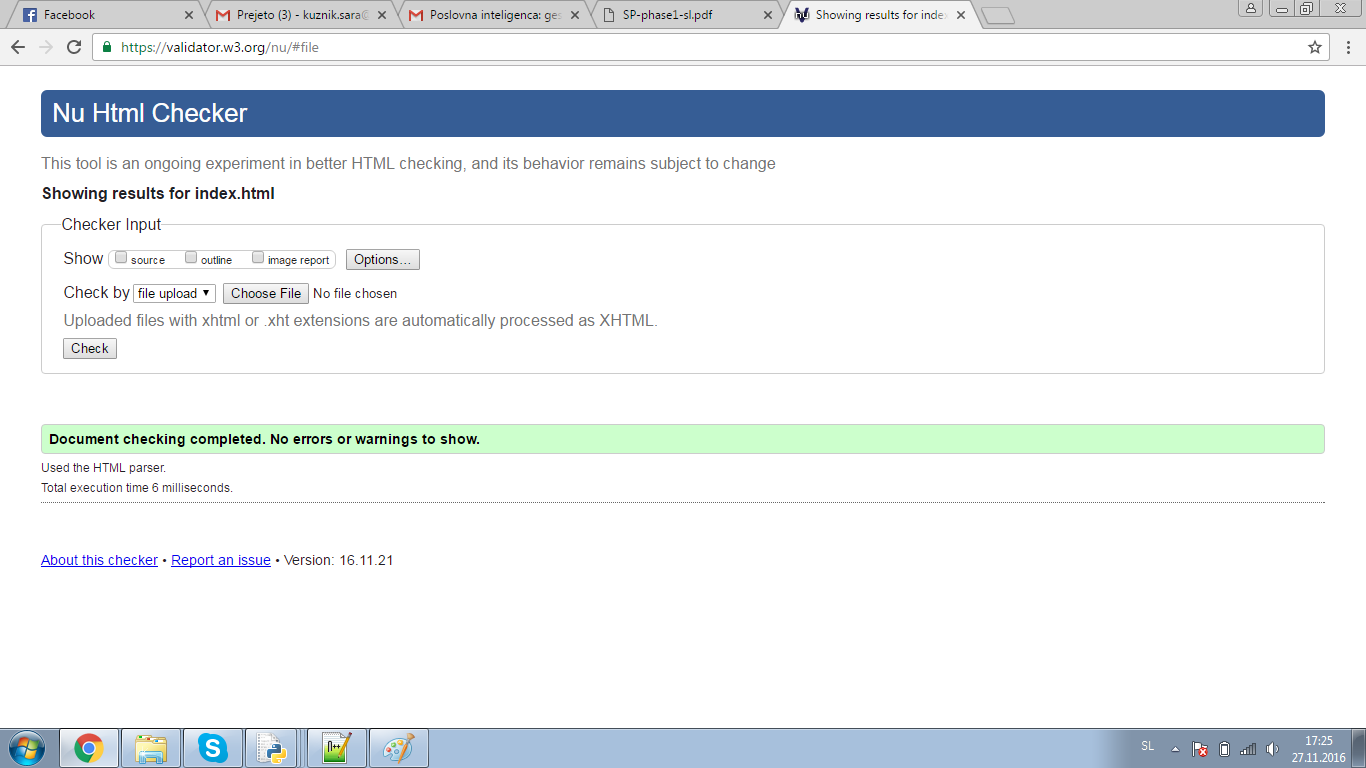 Facebook
Prejeto (3) - kuznik.sara@
Poslovna inteligenca: ges
SP-phase1-sl.pdf
Showing results for index
https://validator.w3.org/nu/#file
Nu Html Checker
This tool is an ongoing experiment in better HTML checking, and its behavior remains subject to change
Showing results for index.html
Checker Input
Show source outline image report Options...
Check by file upload Choose File No file chosen
Uploaded files with xhtml or .xht extensions are automatically processed as XHTML.
Check
Document checking completed. No errors or warnings to show.
Used the HTML parser.
Total execution time 6 milliseconds.
About this checker • Report an issue • Version: 16.11.21
SL
17:25
27.11.2016